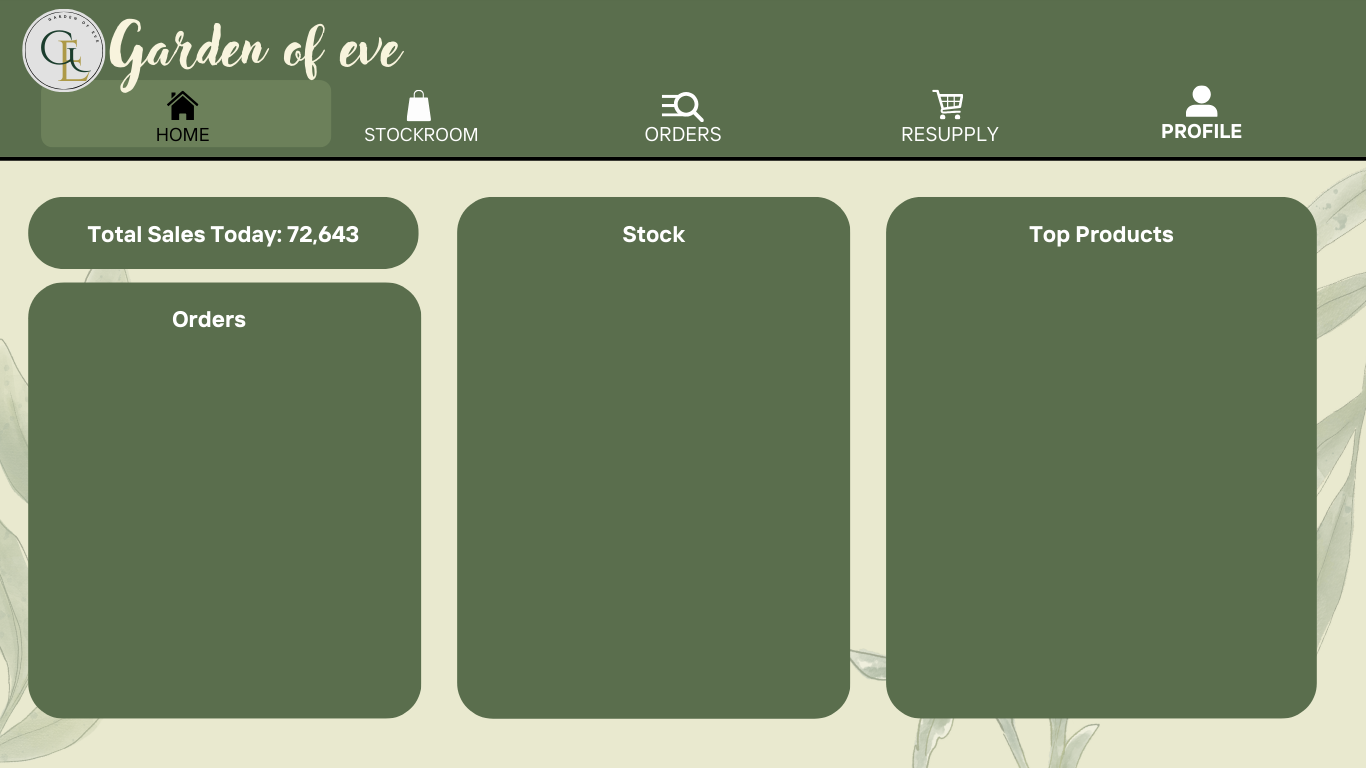 GARDEN OF EVE
GE
Garden of eve
HOME
STOCKROOM
ORDERS
RESUPPLY
PROFILE
Total Sales Today: 72,643
Orders
Stock
Top Products